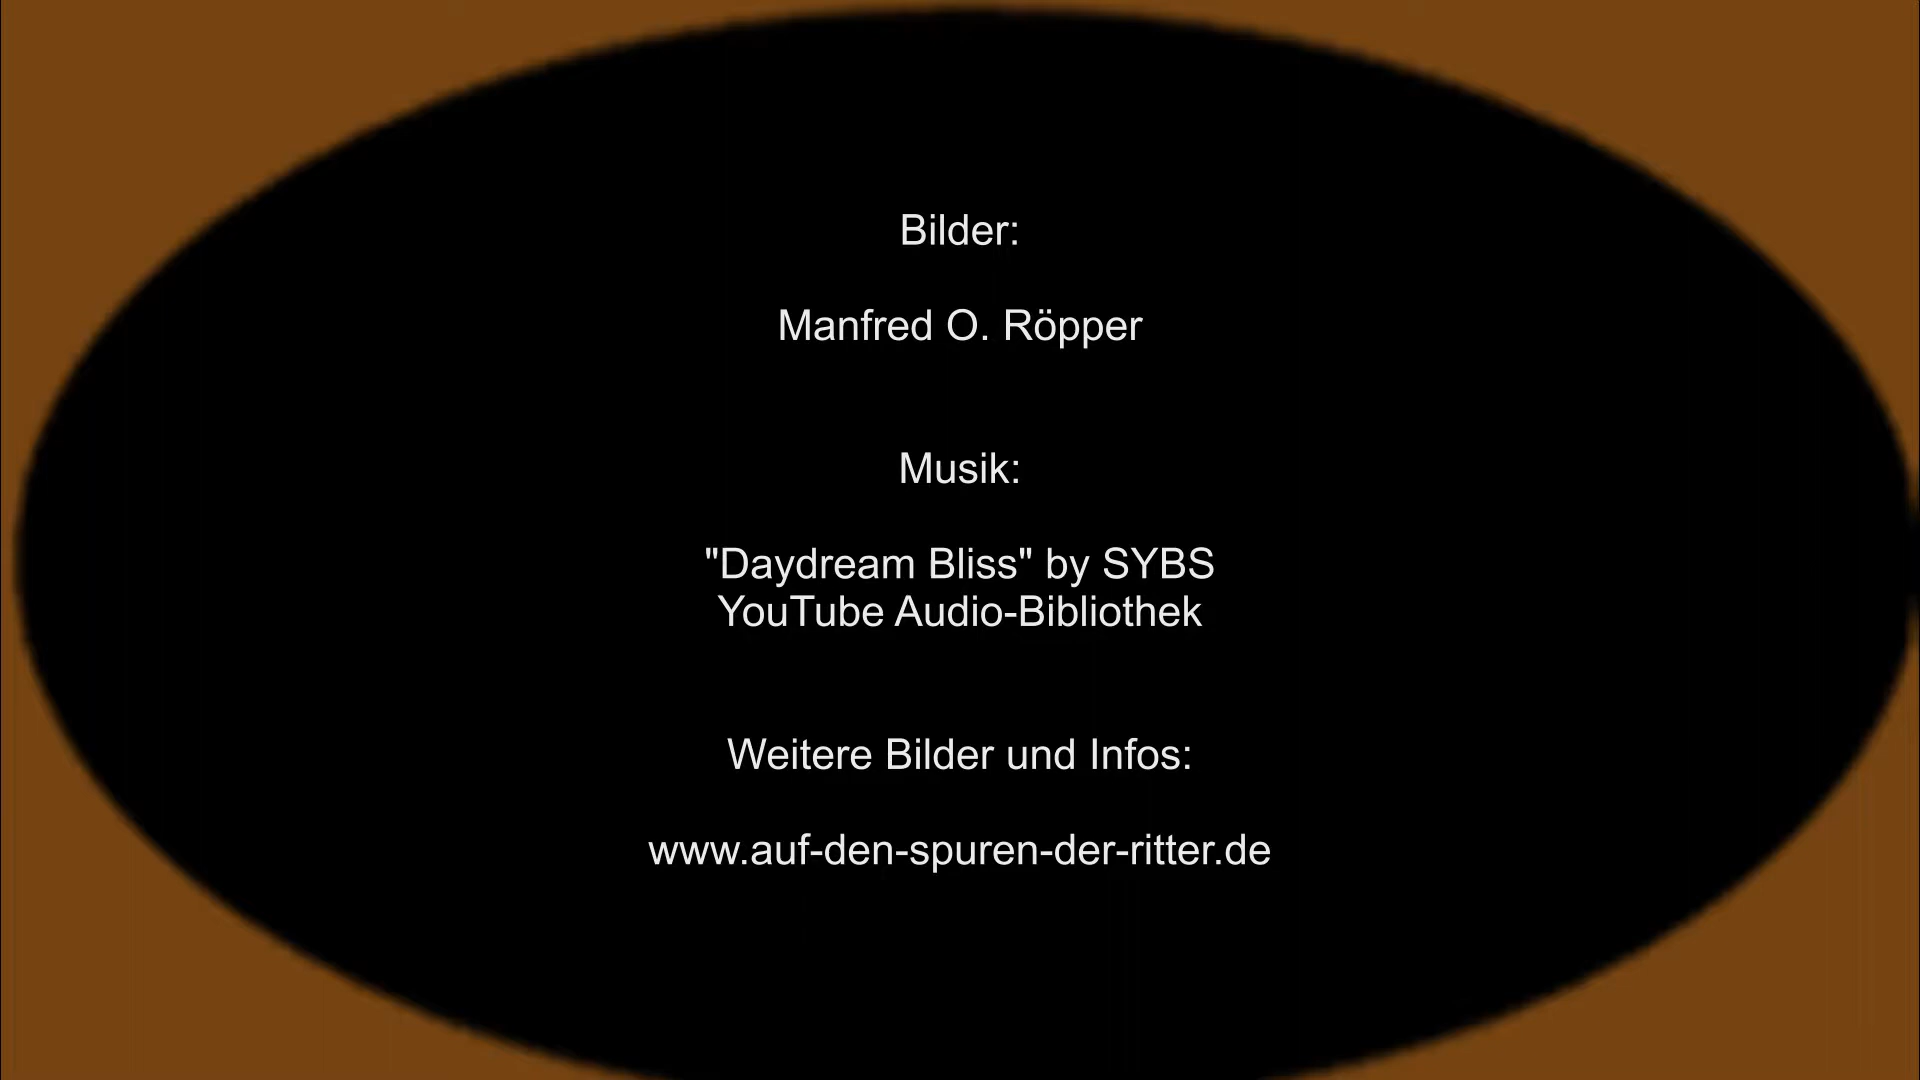 Bilder:
Manfred O. Röpper
Musik:
"Daydream Bliss" by SYBS
YouTube Audio-Bibliothek
Weitere Bilder und Infos:
www.auf-den-spuren-der-ritter.de